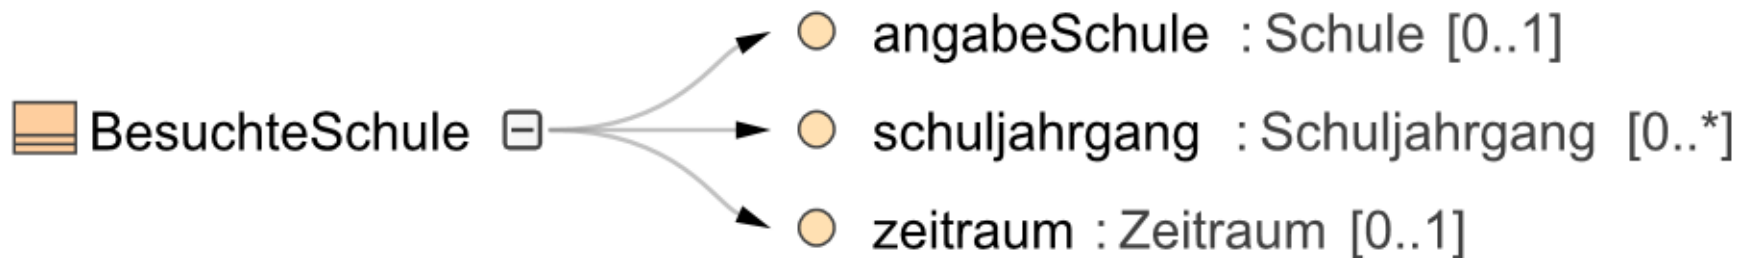 angabeSchule : Schule [0..1]
BesuchteSchule schuljahrgang : Schuljahrgang [0..*]
zeitraum : Zeitraum [0..1]